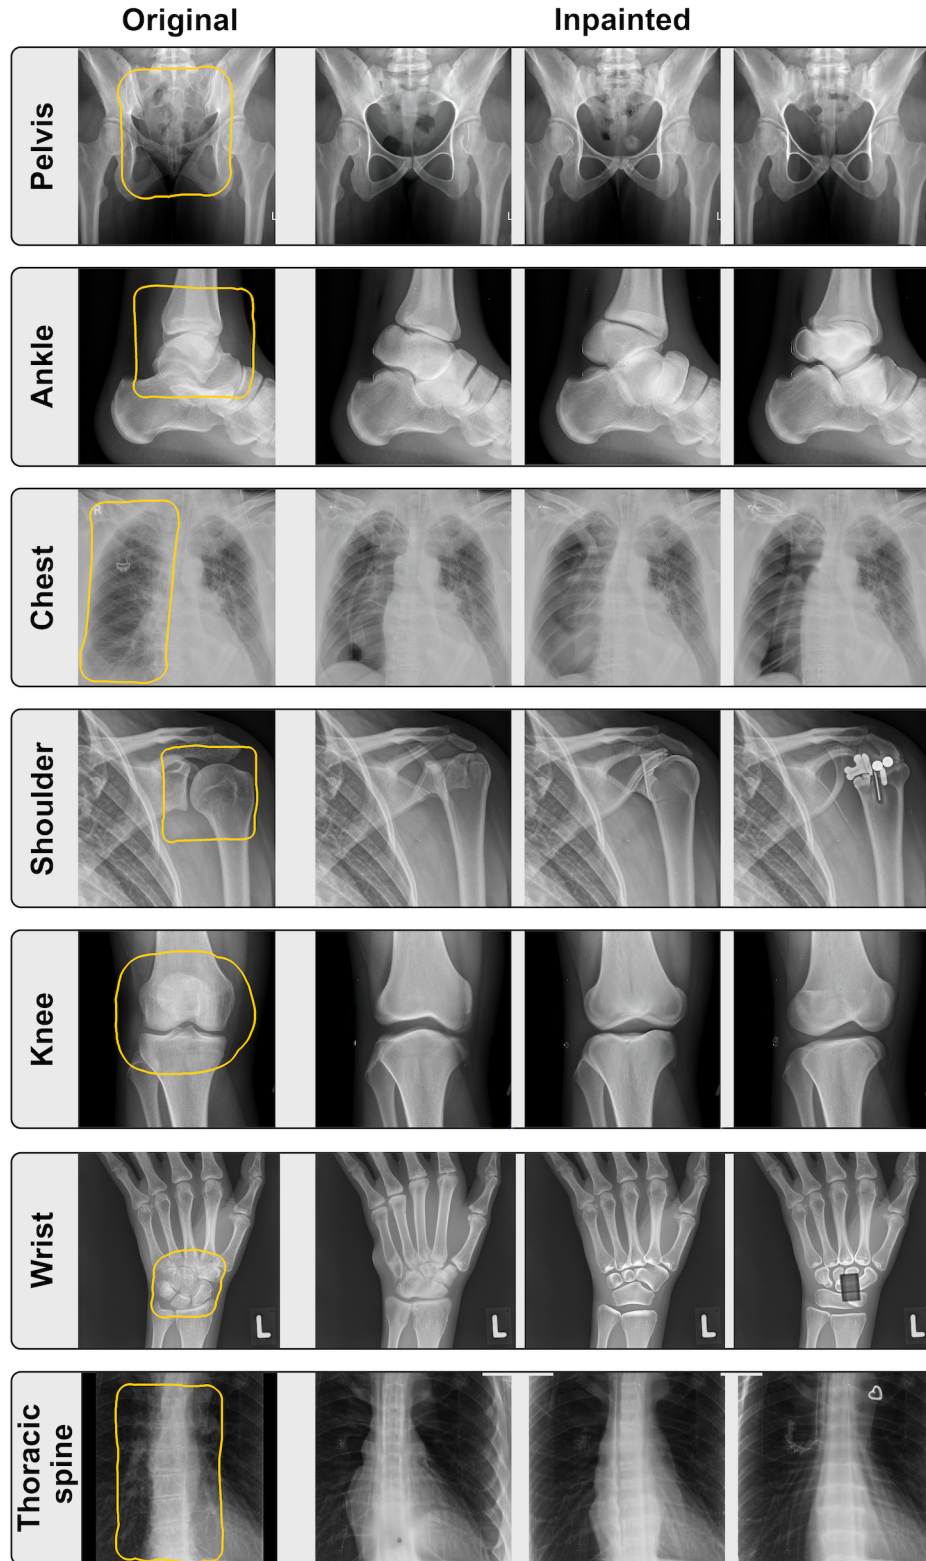 Original
Inpainted
Pelvis
L
L
L
Ankle
Chest
R
Shoulder
Knee
Wrist
L
L
L
L
Thoracic
spine